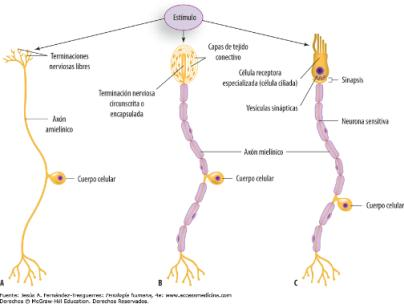 Estímulo
Terminaciones
nerviosas libres
Capas de tejido
conectivo
Célula receptora
especializada (célula ciliada)
Sinapsis
Terminación nerviosa
circunscrita o
encapsulada
Vesículas sinápticas
Axón
amielínico
Neurona sensitiva
Axón mielínico
Cuerpo celular
Cuerpo celular
Cuerpo celular
A
B
C
Fuente: Jesús A. Fernández-Tresguerres: Fisiología humana, 4e: www.accessmedicine.com
Derechos © McGraw-Hill Education. Derechos Reservados.